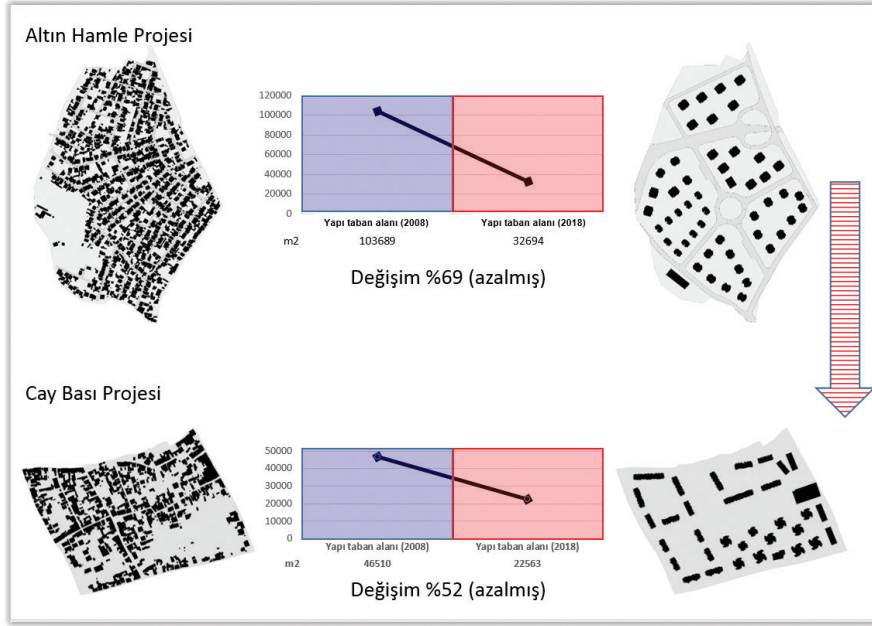 Altın Hamle Projesi
120000
100000
80000
60000
40000
20000
0
Yapı taban alanı (2008) Yapı taban alanı (2018)
m2 103689 32694
Değişim %69 (azalmış)
Cay Bası Projesi
50000
40000
30000
20000
10000
0
Yapı taban alanı (2008) Yapı taban alanı (2018)
m2 46510 22563
Değişim %52 (azalmış)